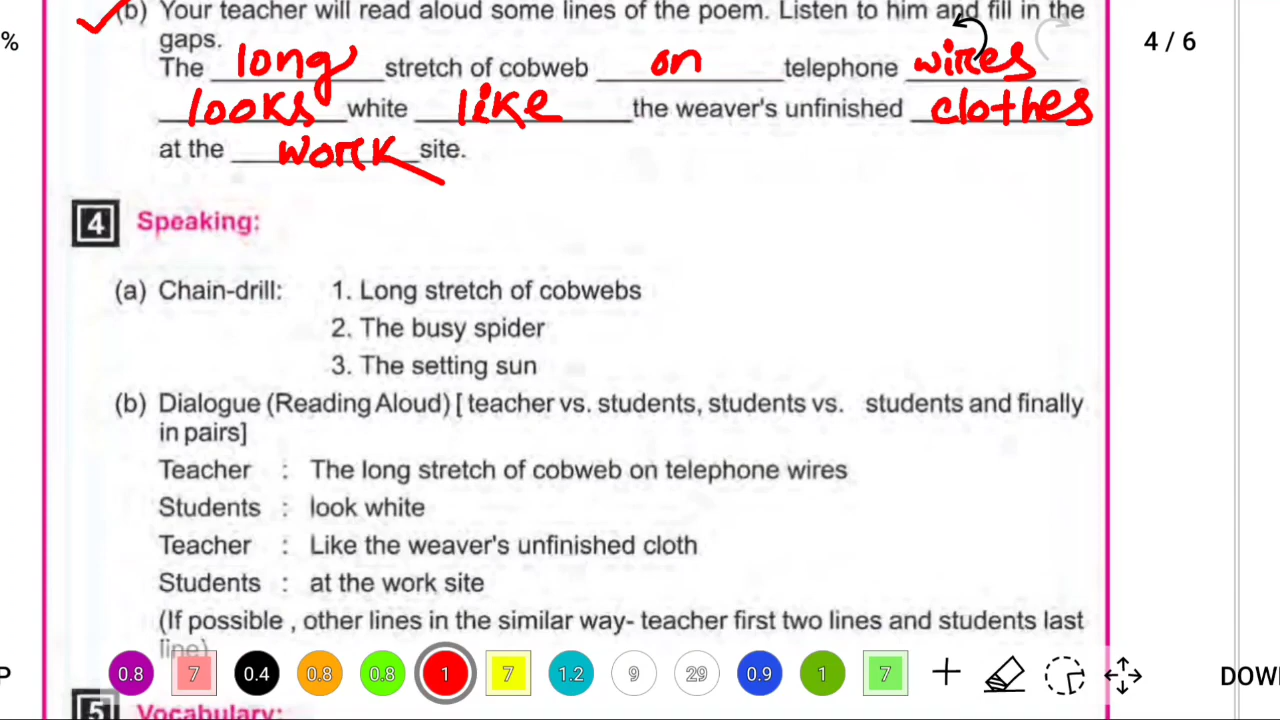 (b) Your teacher will read aloud some lines of the poem. Listen to him and fill in the
% 4 / 6
gaps.
The long stretch of cobweb on telephone wires
looks white like the weaver's unfinished clothes
at the work site.
4 Speaking:
(a) Chain-drill: 1. Long stretch of cobwebs
2. The busy spider
3. The setting sun
(b) Dialogue (Reading Aloud) [ teacher vs. students, students vs. students and finally
in pairs]
Teacher : The long stretch of cobweb on telephone wires
Students : look white
Teacher : Like the weaver's unfinished cloth
Students : at the work site
(If possible , other lines in the similar way- teacher first two lines and students last
line)
P 0.8 7 0.4 0.8 0.8 1 7 1.2 9 29 0.9 1 7 DOW
5 Vocabulary: